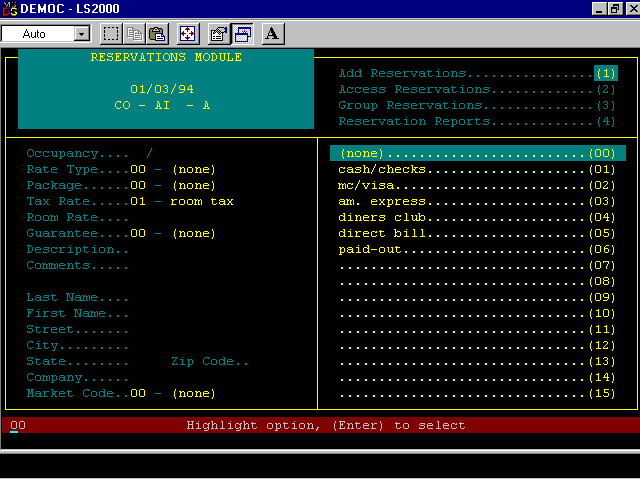 DEMOC - LS2000
Auto
A
RESERVATIONS MODULE
01/03/94
CO - AI - A
Add Reservations................(1)
Access Reservations.............(2)
Group Reservations..............(3)
Reservation Reports.............(4)
Occupancy.... /
Rate Type....00 - (none)
Package......00 - (none)
Tax Rate.....01 - room tax
Room Rate....
Guarantee....00 - (none)
Description..
Comments.....
Last Name....
First Name...
Street.......
City.........
State........ Zip Code..
Company......
Market Code..00 - (none)
(none).........................(00)
cash/checks....................(01)
mc/visa........................(02)
am. express....................(03)
diners club....................(04)
direct bill....................(05)
paid-out.......................(06)
...............................(07)
...............................(08)
...............................(09)
...............................(10)
...............................(11)
...............................(12)
...............................(13)
...............................(14)
s..............................(15)
00 Highlight option, (Enter) to select